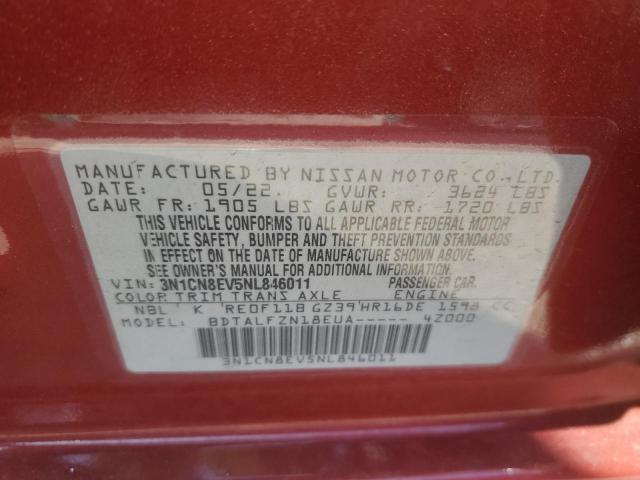 MANUFACTURED BY NISSAN MOTOR CO., LTD.
DATE: 05/22. GVWR: 3624 LBS
GAWR FR: 1905 LBS GAWR RR: 1720 LBS
THIS VEHICLE CONFORMS TO ALL APPLICABLE FEDERAL MOTOR
VEHICLE SAFETY, BUMPER AND THEFT PREVENTION STANDARDS
IN EFFECT ON THE DATE OF MANUFACTURE SHOWN ABOVE.
SEE OWNER'S MANUAL FOR ADDITIONAL INFORMATION.
VIN: 3N1CN8EV5NL846011 PASSENGER CAR
COLOR TRIM TRANS AXLE ENGINE
NBL K RE0F11B GZ39 HR16DE 1598 CC
MODEL: BDTALFZN18EUA----- 4Z000
3N1CN8EV5NL846011